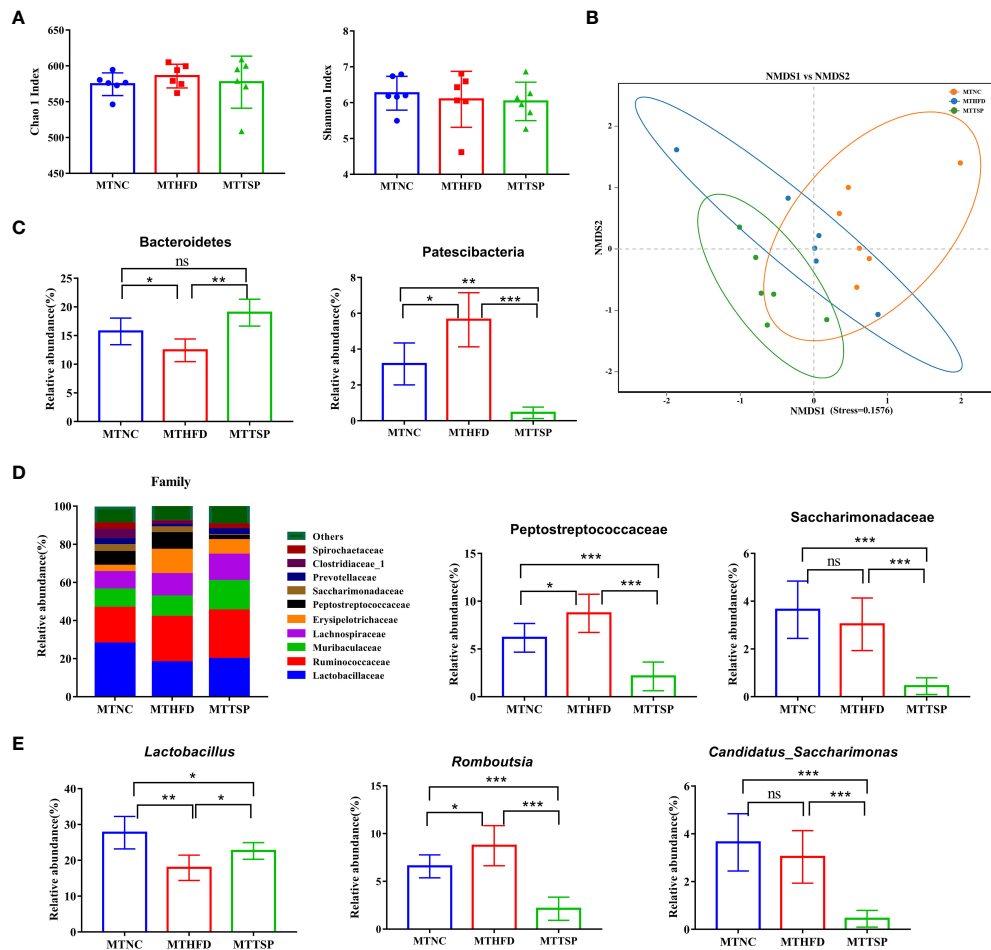 A
Chao 1 Index
650
600
550
500
450
MTNC MTHFD MTTSP
Shannon Index
8
7
6
5
4
MTNC MTHFD MTTSP
B
NMDS1 vs NMDS2
MTNC
MTHFD
MTTSP
NMDS2
2
1
0
-1
-2
-2 -1 0 1 2
NMDS1 (Stress=0.1576)
C
Bacteroidetes
Relative abundance(%)
25
20
15
10
5
0
ns
* **
MTNC MTHFD MTTSP
Patescibacteria
Relative abundance(%)
8
6
4
2
0
**
* ***
MTNC MTHFD MTTSP
D
Family
Relative abundance(%)
100
80
60
40
20
0
MTNC MTHFD MTTSP
Others
Spirochaetaceae
Clostridiaceae_1
Prevotellaceae
Saccharimonadaceae
Peptostreptococcaceae
Erysipelotrichaceae
Lachnospiraceae
Muribaculaceae
Ruminococcaceae
Lactobacillaceae
Peptostreptococcaceae
Relative abundance(%)
15
10
5
0
***
* ***
MTNC MTHFD MTTSP
Saccharimonadaceae
Relative abundance(%)
6
4
2
0
***
ns ***
MTNC MTHFD MTTSP
E
Lactobacillus
Relative abundance(%)
40
30
20
10
0
*
** *
MTNC MTHFD MTTSP
Romboutsia
Relative abundance(%)
15
10
5
0
***
* ***
MTNC MTHFD MTTSP
Candidatus_Saccharimonas
Relative abundance(%)
6
4
2
0
***
ns ***
MTNC MTHFD MTTSP